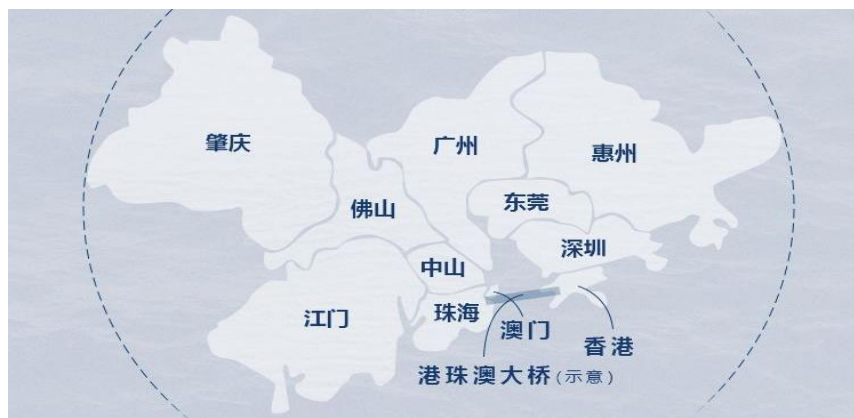 肇庆
广州
惠州
佛山
东莞
深圳
中山
江门
珠海
澳门
香港
港珠澳大桥(示意)